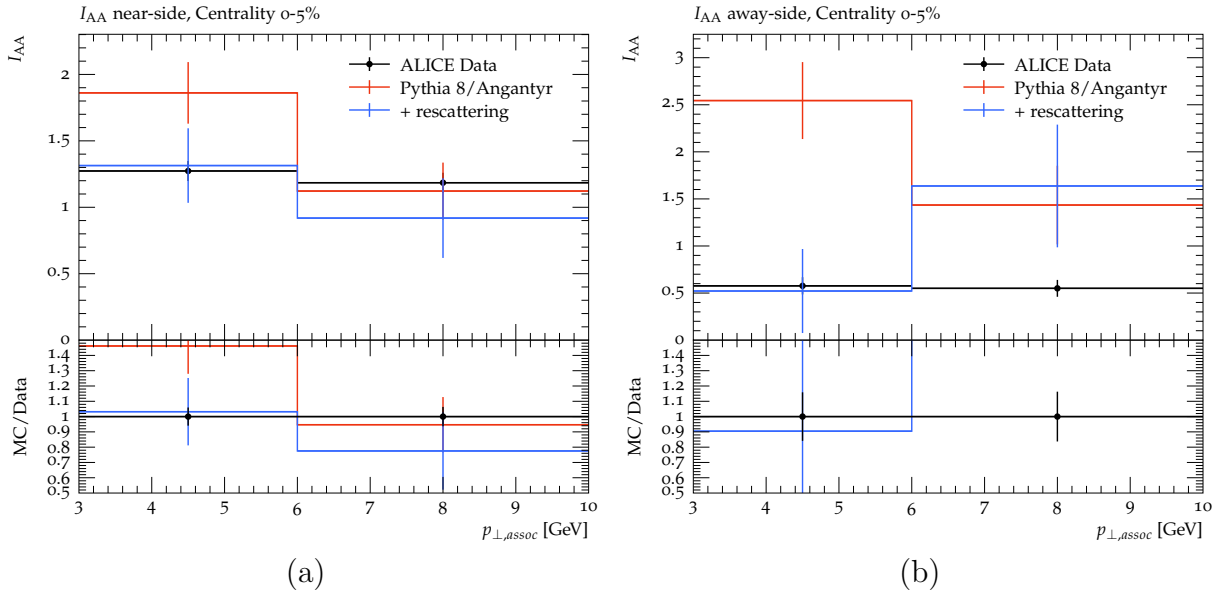 I_AA near-side, Centrality 0-5%
I_AA
2
1.5
1
0.5
0
ALICE Data
Pythia 8/Angantyr
+ rescattering
MC/Data
1.4
1.3
1.2
1.1
1
0.9
0.8
0.7
0.6
0.5
3 4 5 6 7 8 9 10
p_⊥,assoc [GeV]
(a)
I_AA away-side, Centrality 0-5%
I_AA
3
2.5
2
1.5
1
0.5
0
ALICE Data
Pythia 8/Angantyr
+ rescattering
MC/Data
1.4
1.3
1.2
1.1
1
0.9
0.8
0.7
0.6
0.5
3 4 5 6 7 8 9 10
p_⊥,assoc [GeV]
(b)